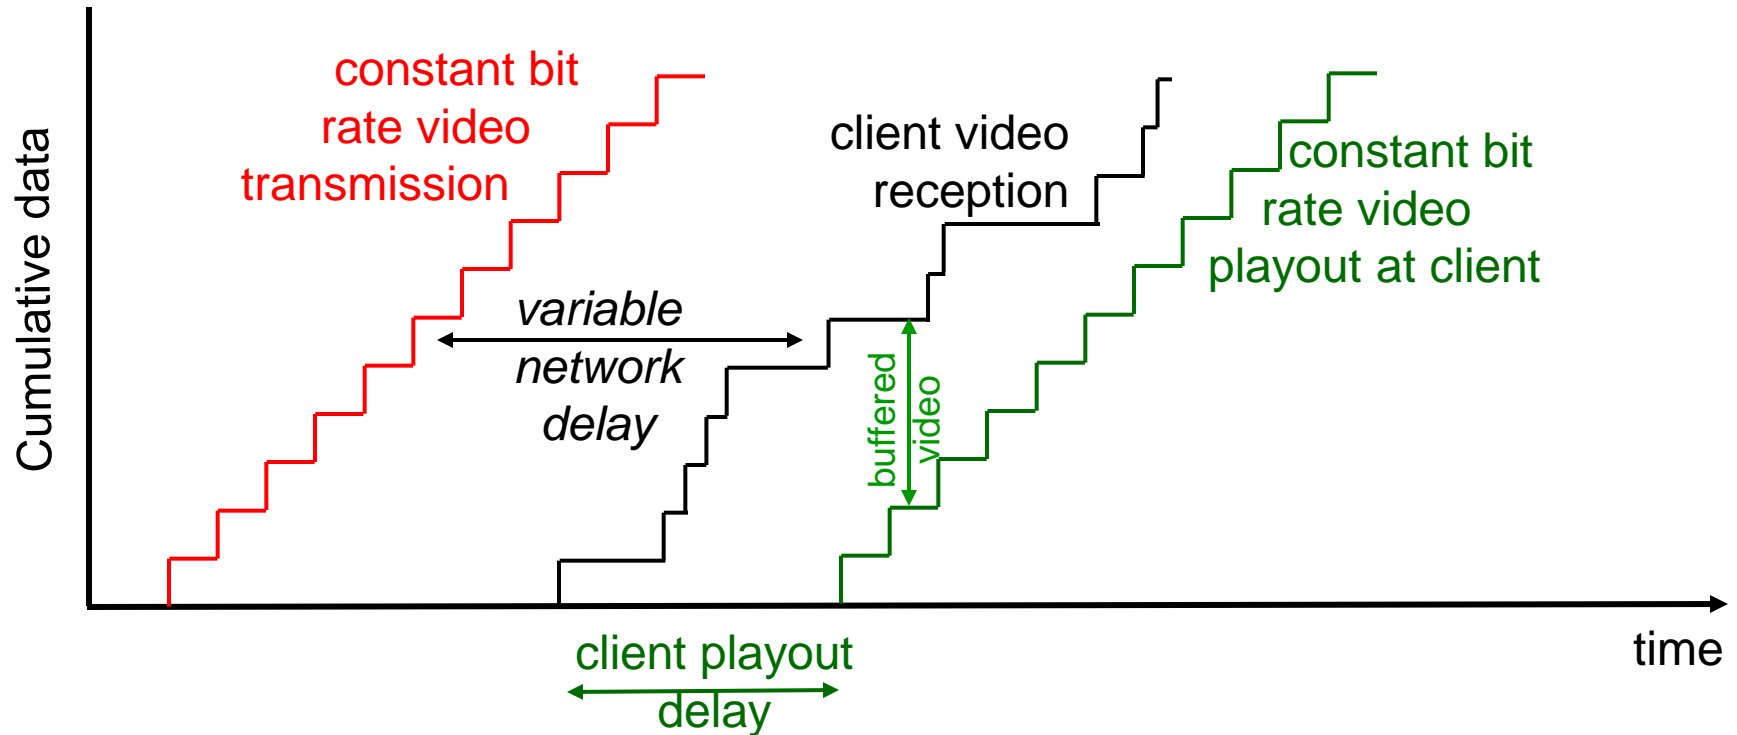 constant bit
rate video
transmission
client video
reception
constant bit
rate video
playout at client
variable
network
delay
buffered
video
Cumulative data
client playout
delay
time